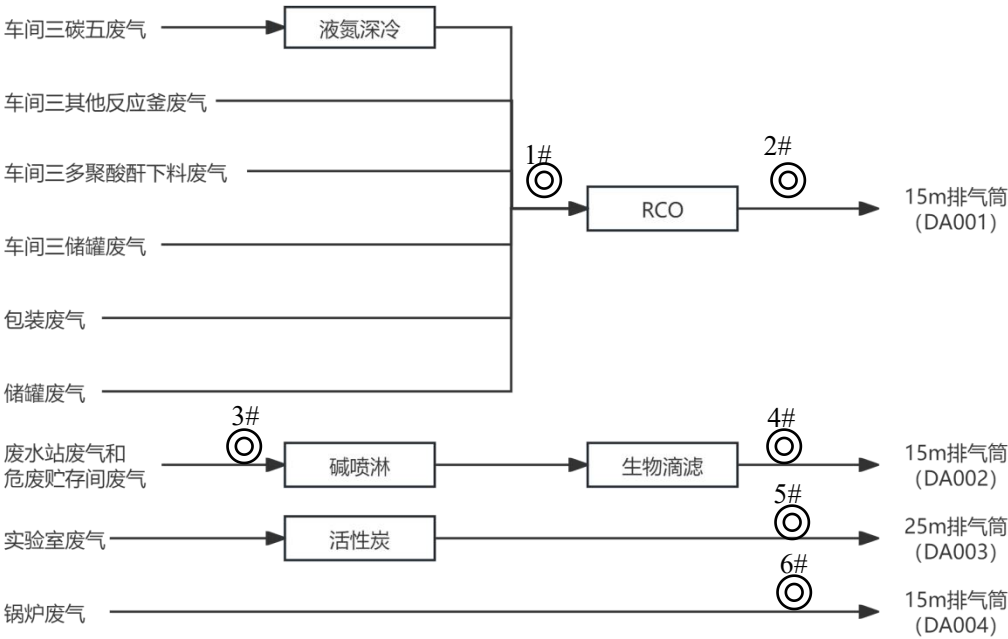 车间三碳五废气
液氮深冷
车间三其他反应釜废气
车间三多聚酸酐下料废气
1#
2#
RCO
15m排气筒
（DA001）
车间三储罐废气
包装废气
储罐废气
3#
4#
废水站废气和
危废贮存间废气
碱喷淋
生物滴滤
15m排气筒
（DA002）
5#
实验室废气
活性炭
25m排气筒
（DA003）
6#
锅炉废气
15m排气筒
（DA004）